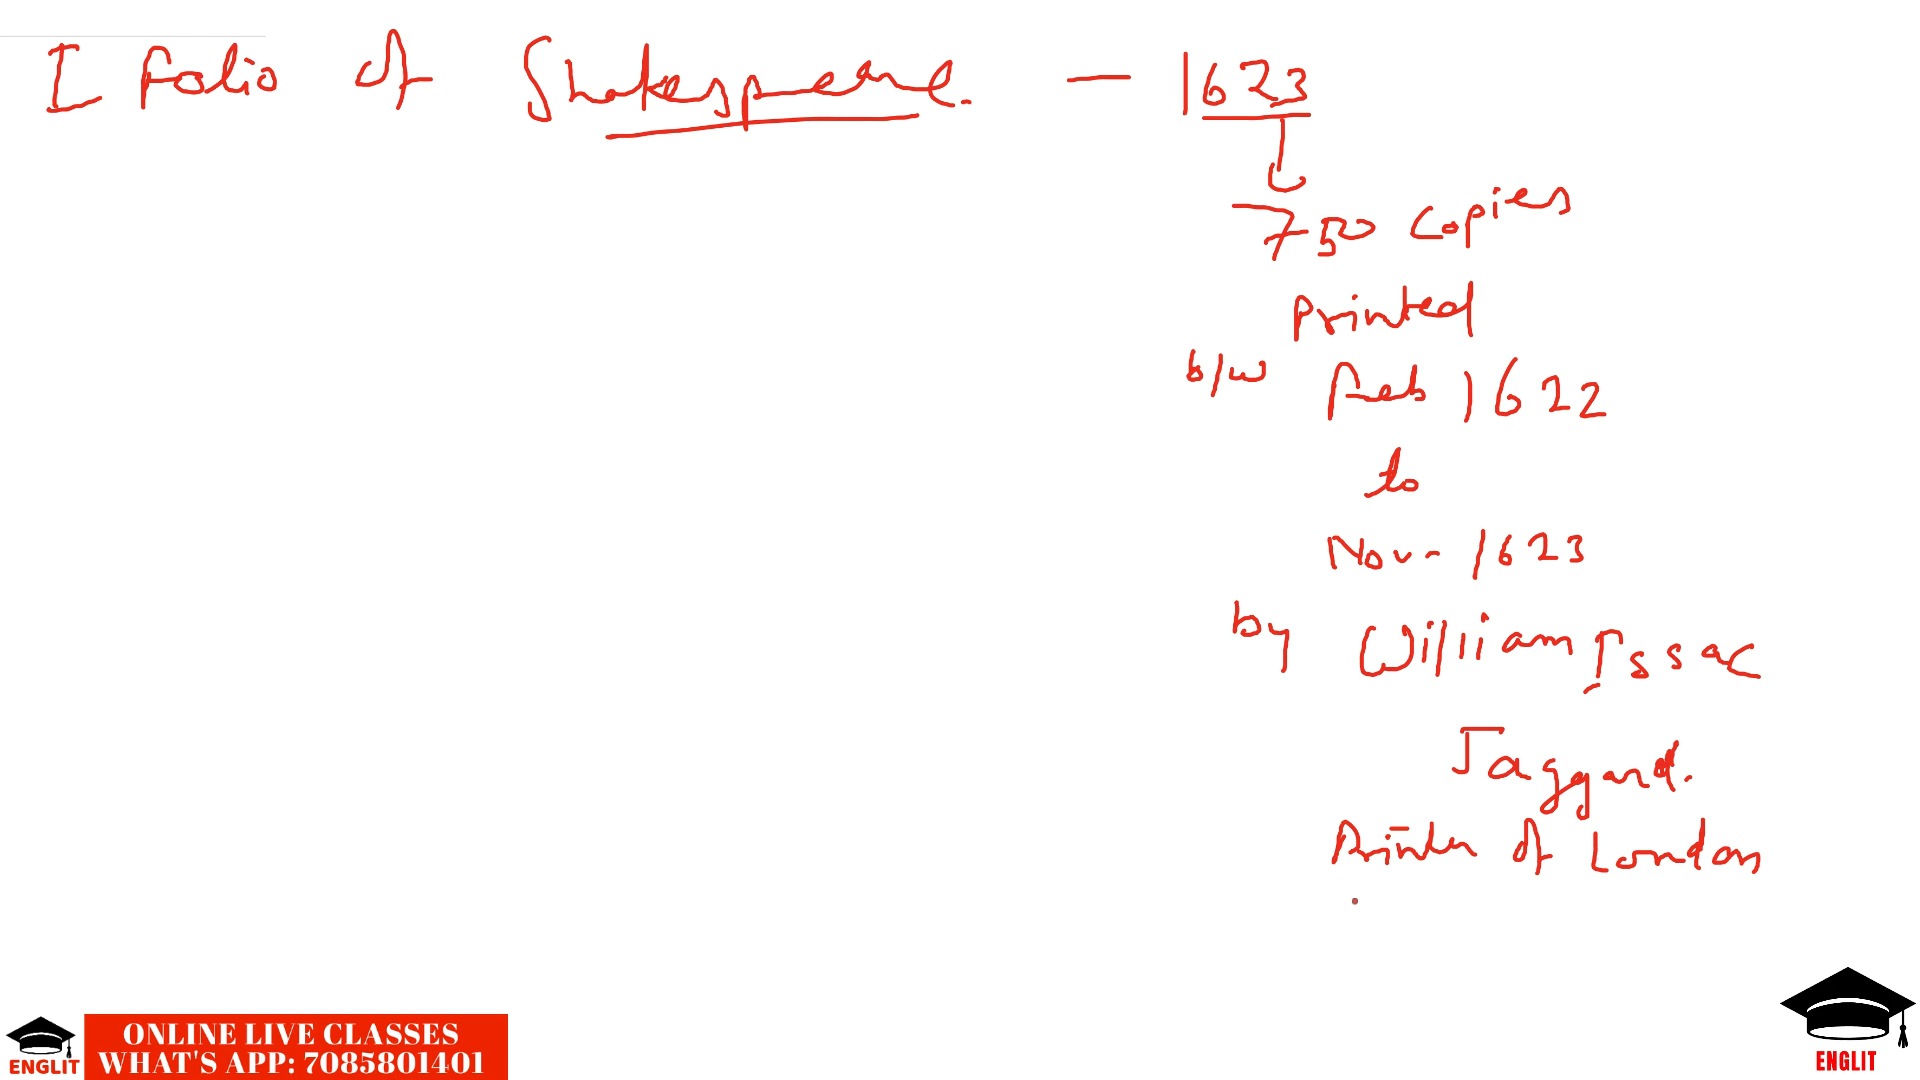 I Folio of Shakespeare. — 1623
750 Copies
Printed
b/w Feb 1622
to
Nov - 1623
by William Issac
Jaggard.
Printer of London
ONLINE LIVE CLASSES
WHAT'S APP: 7085801401
ENGLIT
ENGLIT